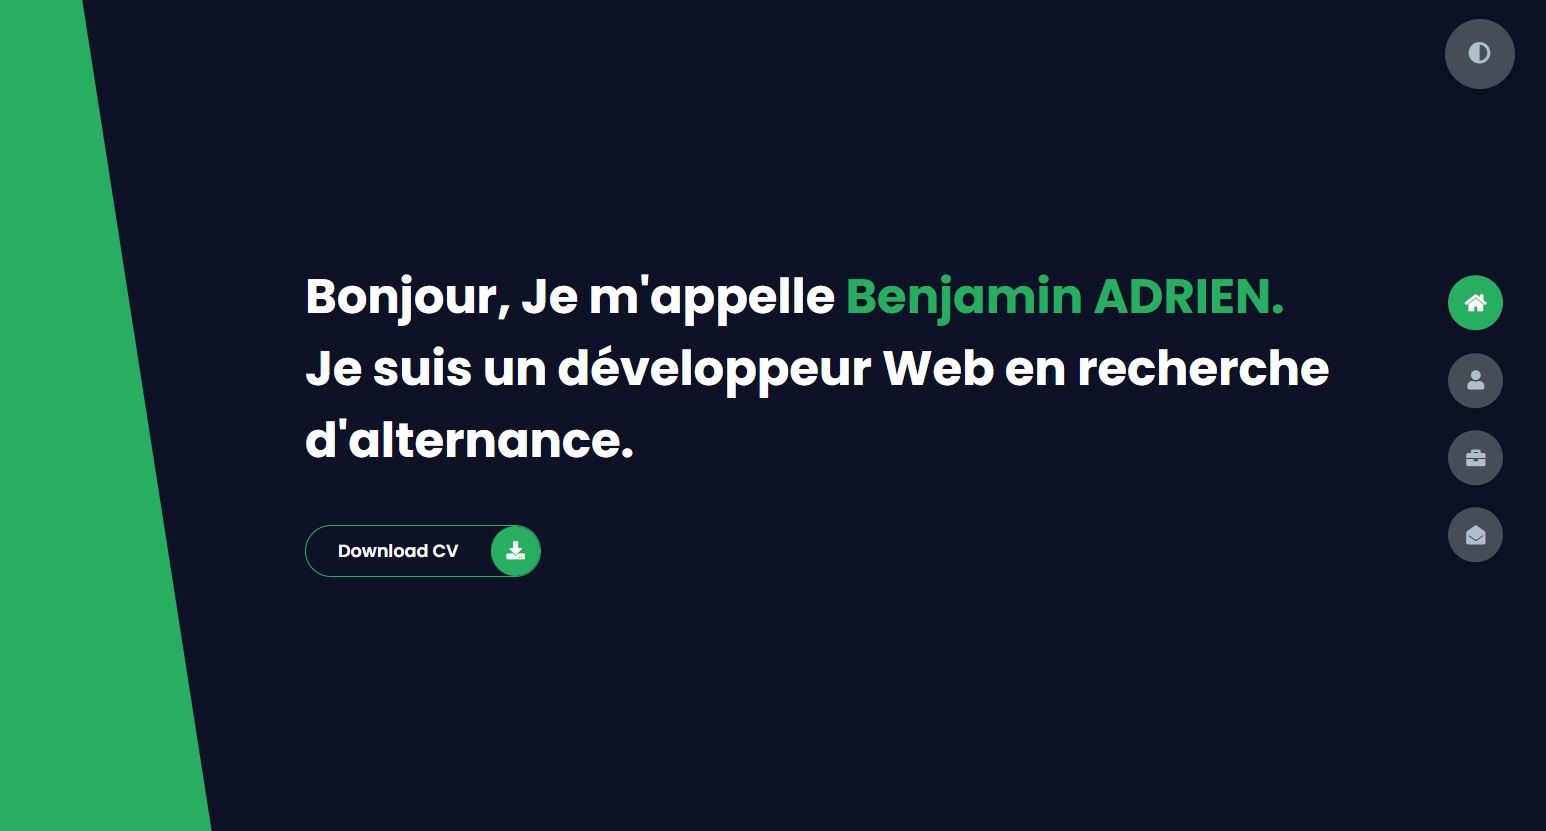 Bonjour, Je m'appelle Benjamin ADRIEN.
Je suis un développeur Web en recherche
d'alternance.
Download CV